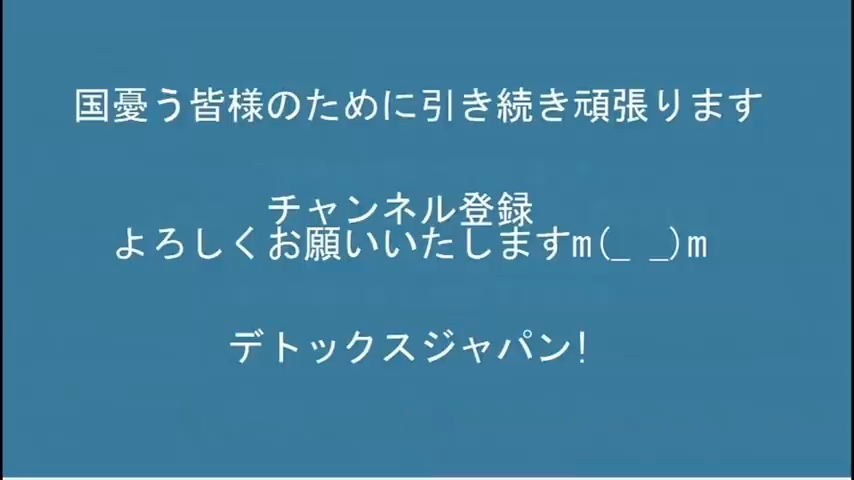 国憂う皆様のために引き続き頑張ります
チャンネル登録
よろしくお願いいたしますm(_ _)m
デトックスジャパン!